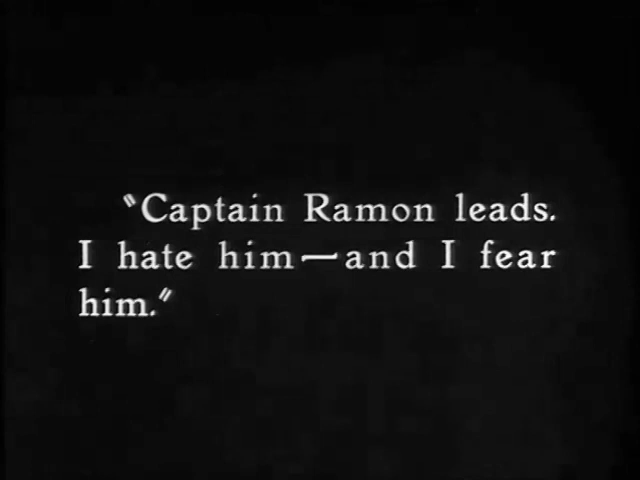 "Captain Ramon leads.
I hate him—and I fear
him."